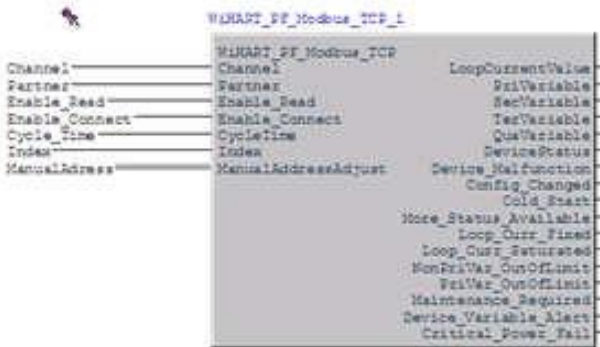 WiHART_PF_Modbus_TCP_1
WiHART_PF_Modbus_TCP
Channel Channel LoopCurrentValue
Partner Partner PriVariable
Enable_Read Enable_Read SecVariable
Enable_Connect Enable_Connect TerVariable
Cycle_Time CycleTime QuaVariable
Index Index DeviceStatus
ManualAdress ManualAddressAdjust Device_Malfunction
Config_Changed
Cold_Start
More_Status_Available
Loop_Curr_Fixed
Loop_Curr_Saturated
NonPriVar_OutOfLimit
PriVar_OutOfLimit
Maintenance_Required
Device_Variable_Alert
Critical_Power_Fail